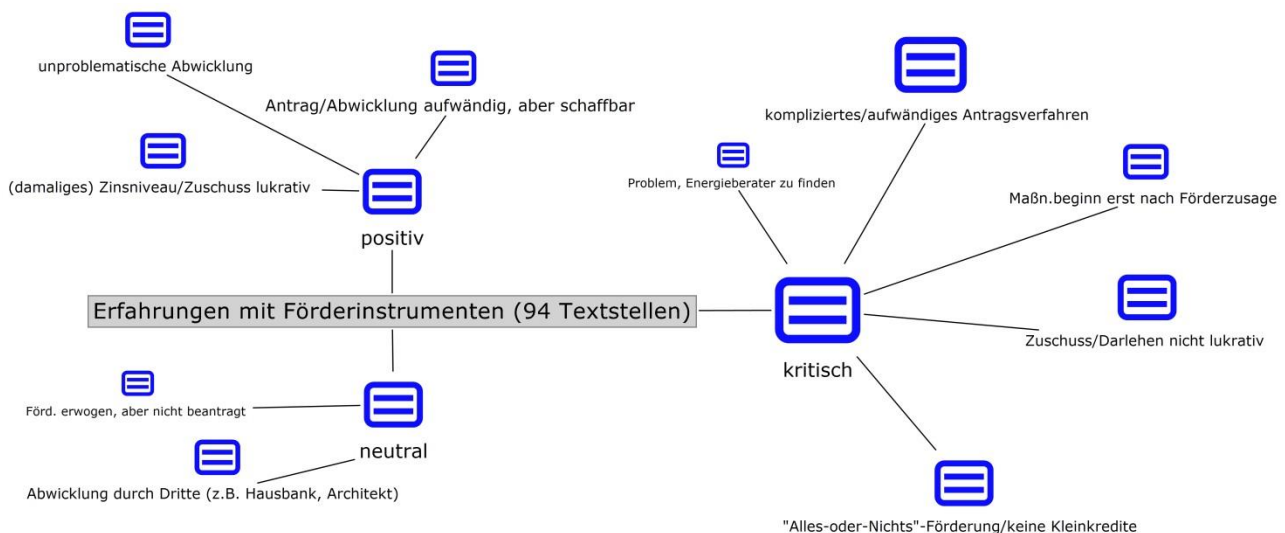 unproblematische Abwicklung
Antrag/Abwicklung aufwändig, aber schaffbar
(damaliges) Zinsniveau/Zuschuss lukrativ
positiv
kompliziertes/aufwändiges Antragsverfahren
Problem, Energieberater zu finden
Maßn.beginn erst nach Förderzusage
Erfahrungen mit Förderinstrumenten (94 Textstellen)
Zuschuss/Darlehen nicht lukrativ
kritisch
Förd. erwogen, aber nicht beantragt
neutral
Abwicklung durch Dritte (z.B. Hausbank, Architekt)
"Alles-oder-Nichts"-Förderung/keine Kleinkredite